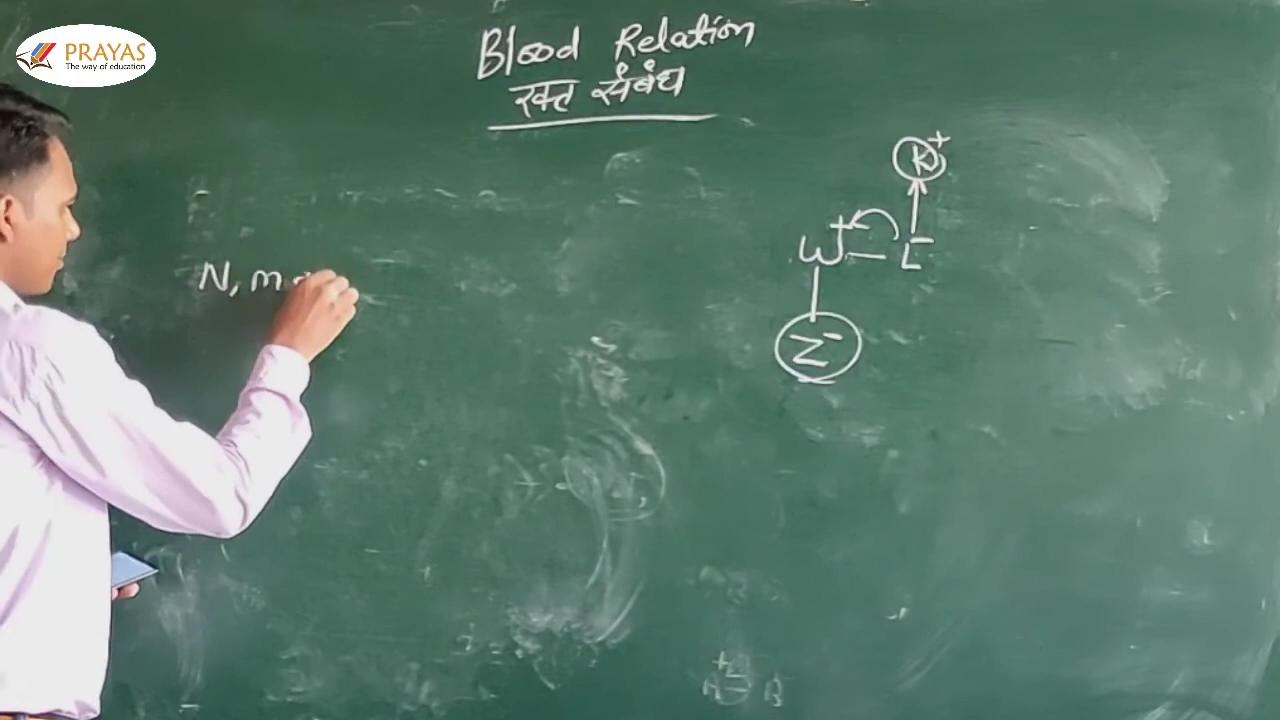 PRAYAS
The way of education
Blood Relation
रक्त संबंध
K +
W + — L -
Z -
N, m